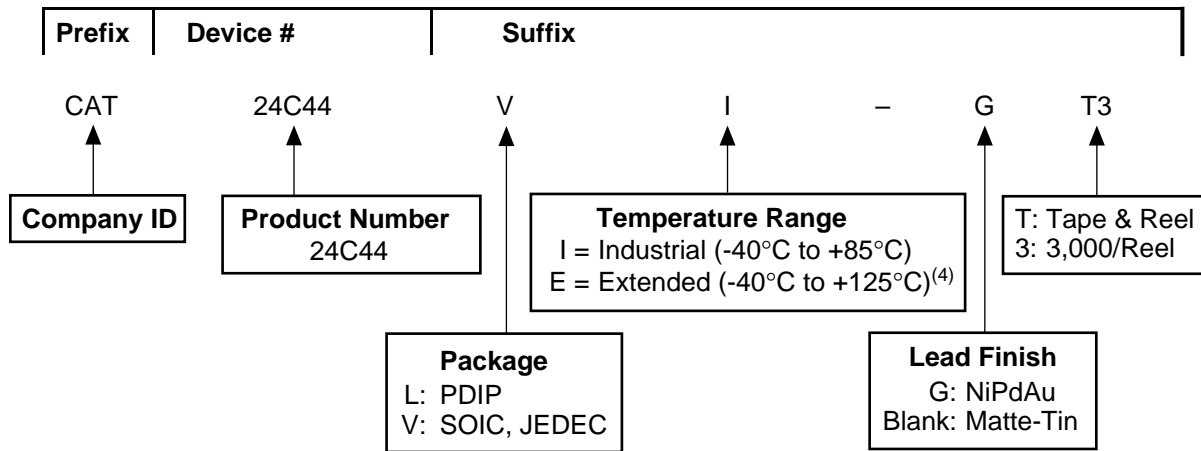 Prefix Device # Suffix
CAT 24C44 V I – G T3
Company ID
Product Number
24C44
Temperature Range
I = Industrial (-40°C to +85°C)
E = Extended (-40°C to +125°C)(4)
T: Tape & Reel
3: 3,000/Reel
Package
L: PDIP
V: SOIC, JEDEC
Lead Finish
G: NiPdAu
Blank: Matte-Tin